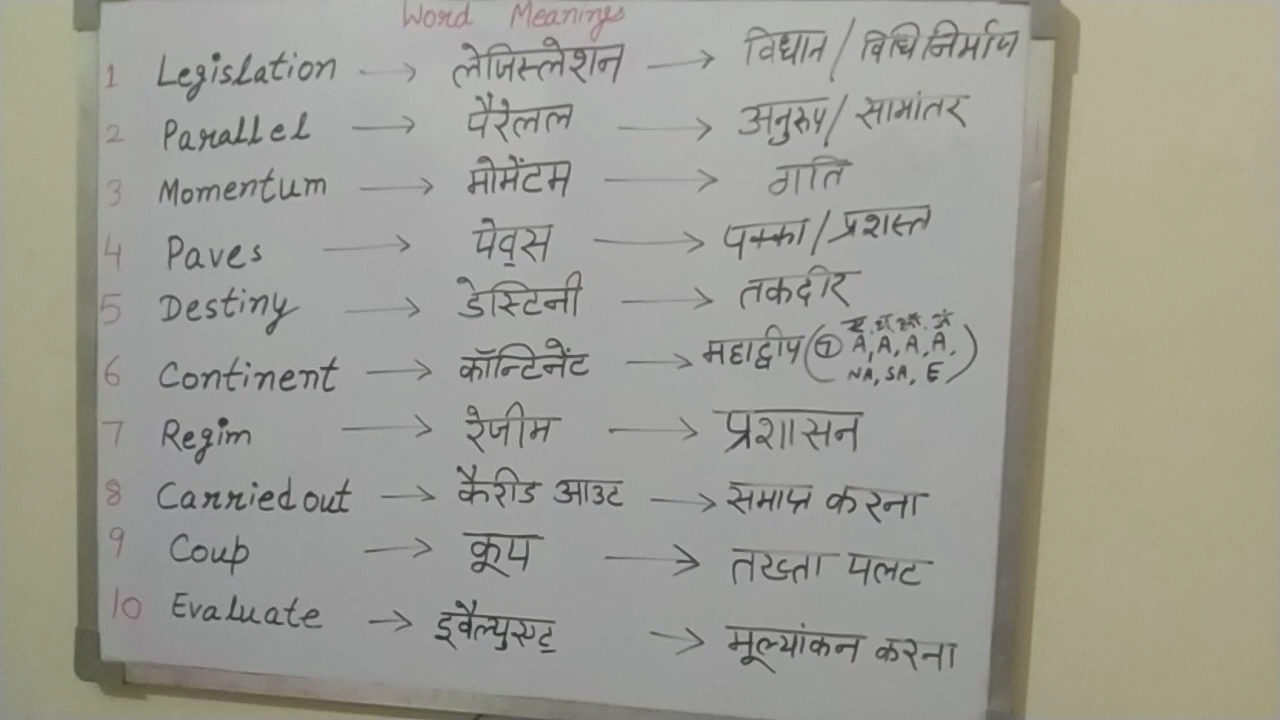 Word Meanings
1 Legislation → लेजिस्लेशन → विधान / विधिनिर्माण
2 Parallel → पैरेलल → अनुरूप / सामांतर
3 Momentum → मोमेंटम → गति
4 Paves → पेव्स → पक्का / प्रशस्त
5 Destiny → डेस्टिनी → तकदीर
6 Continent → कॉन्टिनेंट → महाद्वीप (7 A, A, A, A, NA, SA, E)
7 Regim → रेजीम → प्रशासन
8 Carried out → कैरीड आउट → समाप्त करना
9 Coup → कूप → तख्ता पलट
10 Evaluate → इवैल्युएट → मूल्यांकन करना